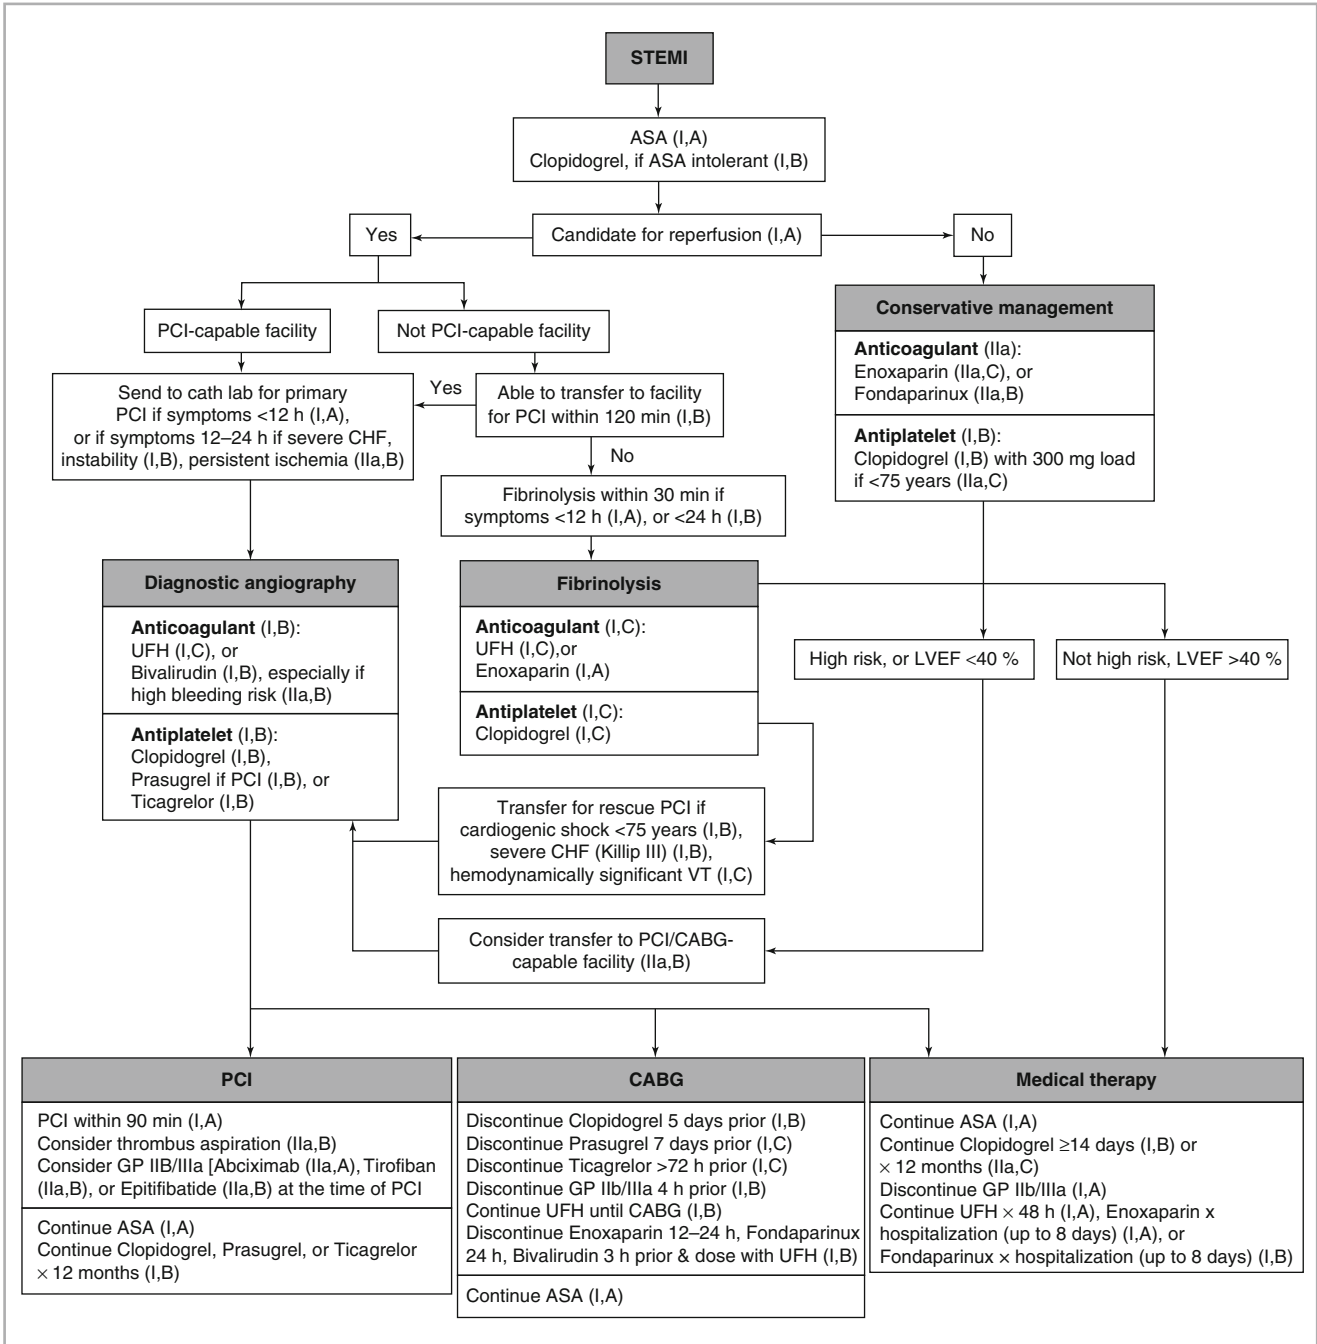 STEMI
ASA (I,A)
Clopidogrel, if ASA intolerant (I,B)
Yes
Candidate for reperfusion (I,A)
No
PCI-capable facility
Not PCI-capable facility
Conservative management
Anticoagulant (IIa):
Enoxaparin (IIa,C), or
Fondaparinux (IIa,B)
Antiplatelet (I,B):
Clopidogrel (I,B) with 300 mg load
if <75 years (IIa,C)
Send to cath lab for primary
PCI if symptoms <12 h (I,A),
or if symptoms 12–24 h if severe CHF,
instability (I,B), persistent ischemia (IIa,B)
Yes
Able to transfer to facility
for PCI within 120 min (I,B)
No
Fibrinolysis within 30 min if
symptoms <12 h (I,A), or <24 h (I,B)
Diagnostic angiography
Anticoagulant (I,B):
UFH (I,C), or
Bivalirudin (I,B), especially if
high bleeding risk (IIa,B)
Antiplatelet (I,B):
Clopidogrel (I,B),
Prasugrel if PCI (I,B), or
Ticagrelor (I,B)
Fibrinolysis
Anticoagulant (I,C):
UFH (I,C),or
Enoxaparin (I,A)
Antiplatelet (I,C):
Clopidogrel (I,C)
High risk, or LVEF <40 %
Not high risk, LVEF >40 %
Transfer for rescue PCI if
cardiogenic shock <75 years (I,B),
severe CHF (Killip III) (I,B),
hemodynamically significant VT (I,C)
Consider transfer to PCI/CABG-
capable facility (IIa,B)
PCI
PCI within 90 min (I,A)
Consider thrombus aspiration (IIa,B)
Consider GP IIB/IIIa [Abciximab (IIa,A), Tirofiban
(IIa,B), or Epitifibatide (IIa,B) at the time of PCI
Continue ASA (I,A)
Continue Clopidogrel, Prasugrel, or Ticagrelor
× 12 months (I,B)
CABG
Discontinue Clopidogrel 5 days prior (I,B)
Discontinue Prasugrel 7 days prior (I,C)
Discontinue Ticagrelor >72 h prior (I,C)
Discontinue GP IIb/IIIa 4 h prior (I,B)
Continue UFH until CABG (I,B)
Discontinue Enoxaparin 12–24 h, Fondaparinux
24 h, Bivalirudin 3 h prior & dose with UFH (I,B)
Continue ASA (I,A)
Medical therapy
Continue ASA (I,A)
Continue Clopidogrel ≥14 days (I,B) or
× 12 months (IIa,C)
Discontinue GP IIb/IIIa (I,A)
Continue UFH × 48 h (I,A), Enoxaparin x
hospitalization (up to 8 days) (I,A), or
Fondaparinux × hospitalization (up to 8 days) (I,B)